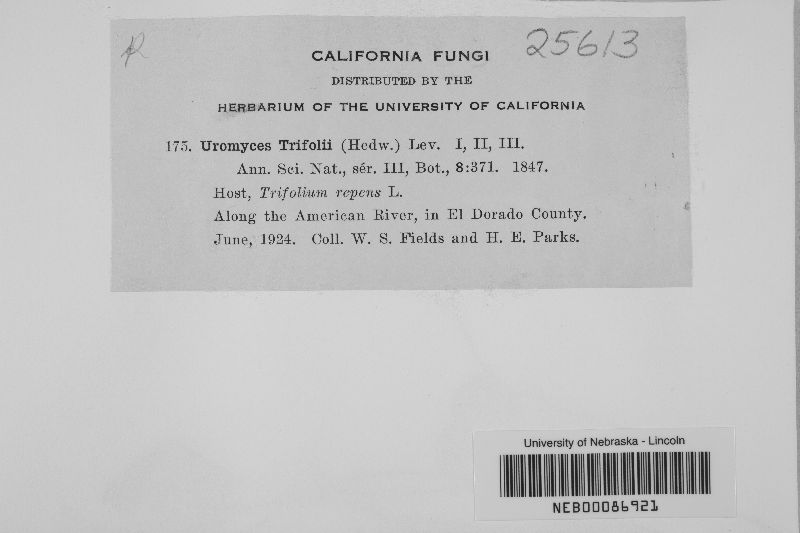 R 25613
CALIFORNIA FUNGI
DISTRIBUTED BY THE
HERBARIUM OF THE UNIVERSITY OF CALIFORNIA
175. Uromyces Trifolii (Hedw.) Lev. I, II, III.
Ann. Sci. Nat., sér. III, Bot., 8:371. 1847.
Host, Trifolium repens L.
Along the American River, in El Dorado County.
June, 1924. Coll. W. S. Fields and H. E. Parks.
University of Nebraska - Lincoln
NEB00086921